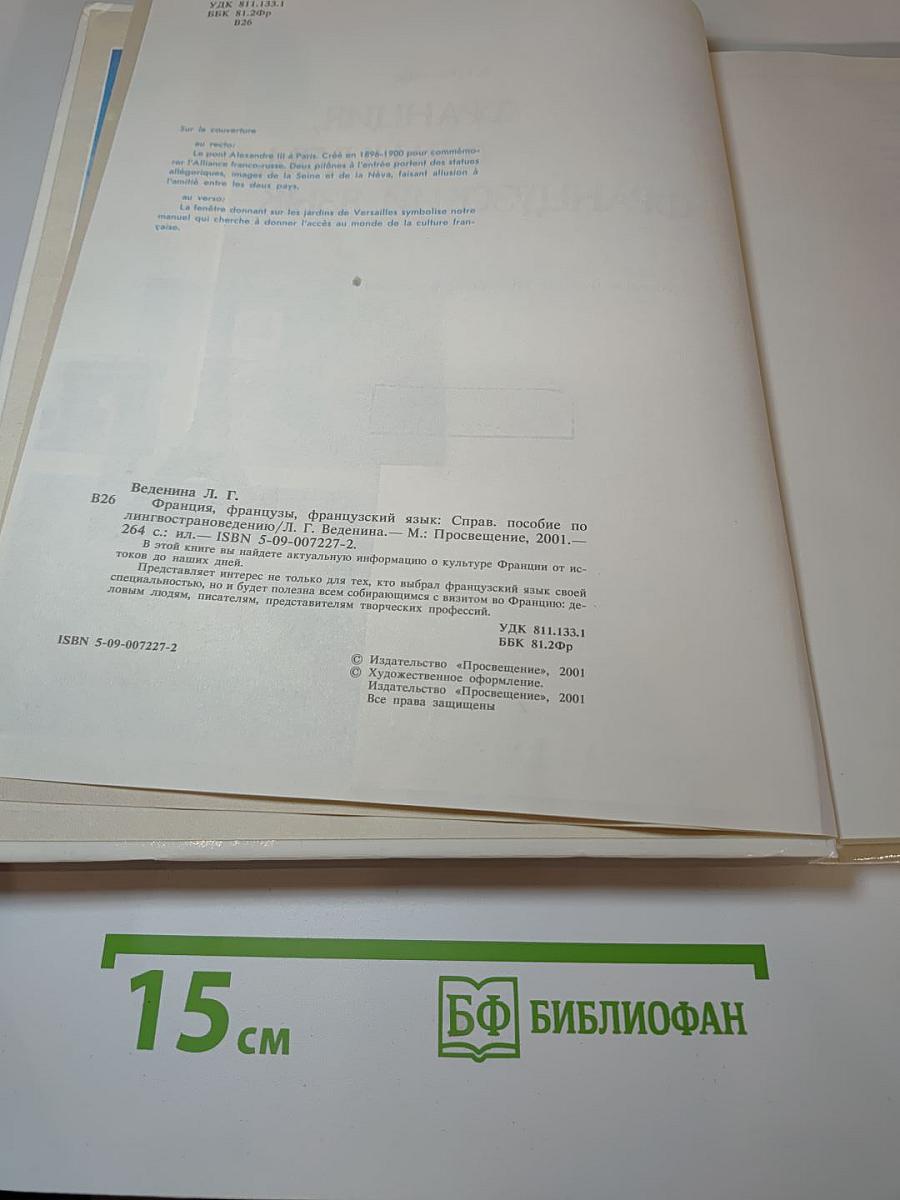 УДК 811.133.1
ББК 81.2Фр
В26
Sur la couverture
au recto:
Le pont Alexandre III à Paris. Créé en 1896-1900 pour commémo-
rer l'Alliance franco-russe. Deux pilônes à l'entrée portent des statues
allégoriques, images de la Seine et de la Néva, faisant allusion à
l'amitié entre les deux pays.
au verso:
La fenêtre donnant sur les jardins de Versailles symbolise notre
manuel qui cherche à donner l'accès au monde de la culture fran-
çaise.
Веденина Л. Г.
В26 Франция, французы, французский язык: Справ. пособие по
лингвострановедению/Л. Г. Веденина.— М.: Просвещение, 2001.—
264 с.: ил.— ISBN 5-09-007227-2.
В этой книге вы найдете актуальную информацию о культуре Франции от ис-
токов до наших дней.
Представляет интерес не только для тех, кто выбрал французский язык своей
специальностью, но и будет полезна всем собирающимся с визитом во Францию: де-
ловым людям, писателям, представителям творческих профессий.
УДК 811.133.1
ББК 81.2Фр
ISBN 5-09-007227-2
© Издательство «Просвещение», 2001
© Художественное оформление.
Издательство «Просвещение», 2001
Все права защищены
15 см
БФ БИБЛИОФАН